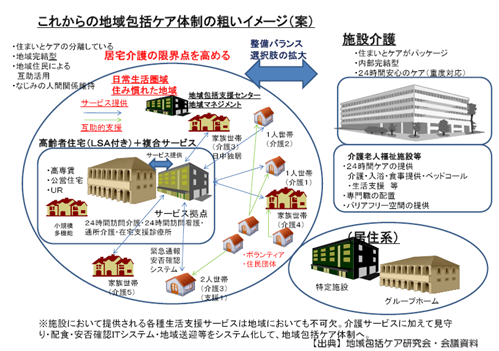 これからの地域包括ケア体制の粗いイメージ(案)
・住まいとケアの分離している
・地域完結型
・地域住民による
互助活用
・なじみの人間関係維持
居宅介護の限界点を高める
整備バランス
選択肢の拡大
施設介護
・住まいとケアがパッケージ
・内部完結型
・24時間安心のケア(重度対応)
日常生活圏域
住み慣れた地域
サービス提供
互助的支援
地域包括支援センター
地域マネジメント
高齢者住宅(LSA付き)+複合サービス
サービス提供
・高専賃
・公営住宅
・UR
小規模
多機能
サービス拠点
24時間訪問介護・24時間訪問看護・
通所介護・在宅支援診療所
家族世帯
(介護3)
日中独居
1人世帯
(介護2)
1人世帯
(介護1)
家族世帯
(介護4)
緊急通報
安否確認
システム
家族世帯
(介護5)
2人世帯
(介護3)
(支援1)
・ボランティア
・住民団体
介護老人福祉施設等
・24時間ケアの提供
・介護・入浴・食事提供・ベッドコール
・生活支援 等
・専門職の配置
・バリアフリー空間の提供
(居住系)
特定施設
グループホーム
※施設において提供される各種生活支援サービスは地域においても不可欠。介護サービスに加えて見守
り・配食・安否確認ITシステム・地域送迎等をシステム化して、地域包括ケア体制へ。
【出典】地域包括ケア研究会・会議資料